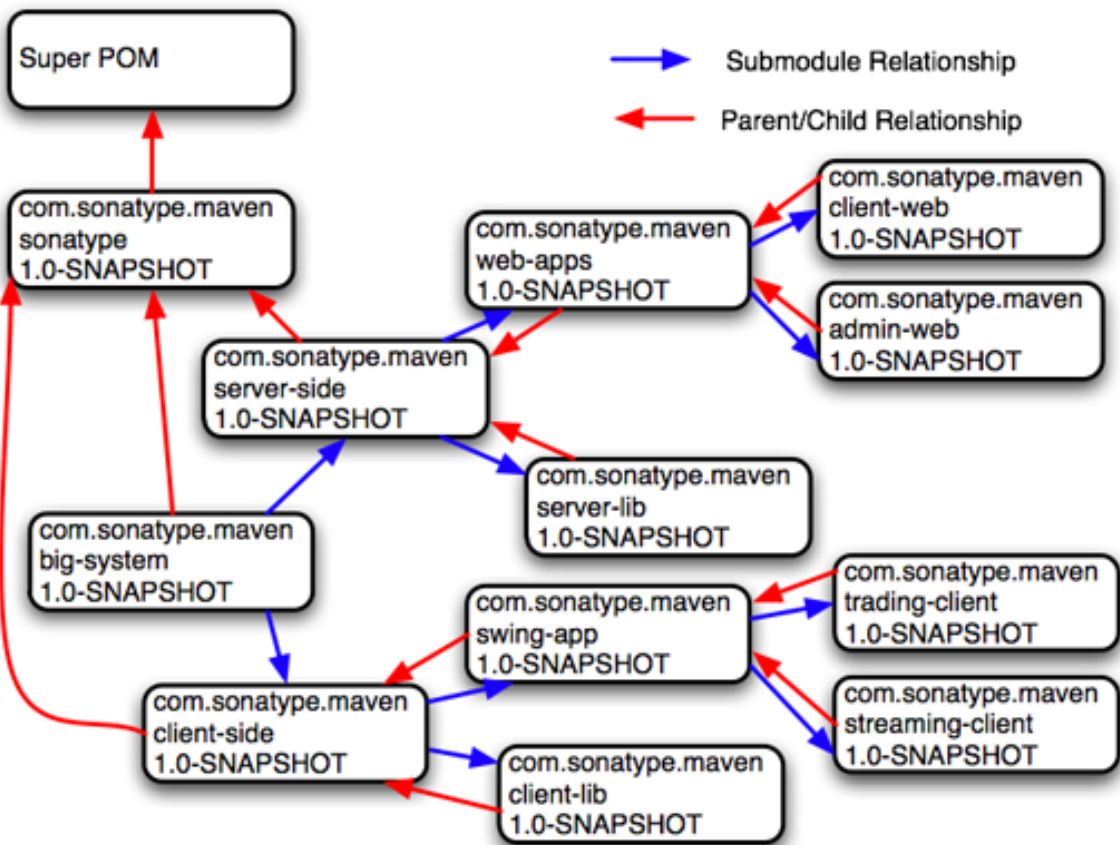 Super POM
Submodule Relationship
Parent/Child Relationship
com.sonatype.maven
sonatype
1.0-SNAPSHOT
com.sonatype.maven
web-apps
1.0-SNAPSHOT
com.sonatype.maven
client-web
1.0-SNAPSHOT
com.sonatype.maven
admin-web
1.0-SNAPSHOT
com.sonatype.maven
server-side
1.0-SNAPSHOT
com.sonatype.maven
server-lib
1.0-SNAPSHOT
com.sonatype.maven
big-system
1.0-SNAPSHOT
com.sonatype.maven
swing-app
1.0-SNAPSHOT
com.sonatype.maven
trading-client
1.0-SNAPSHOT
com.sonatype.maven
streaming-client
1.0-SNAPSHOT
com.sonatype.maven
client-side
1.0-SNAPSHOT
com.sonatype.maven
client-lib
1.0-SNAPSHOT